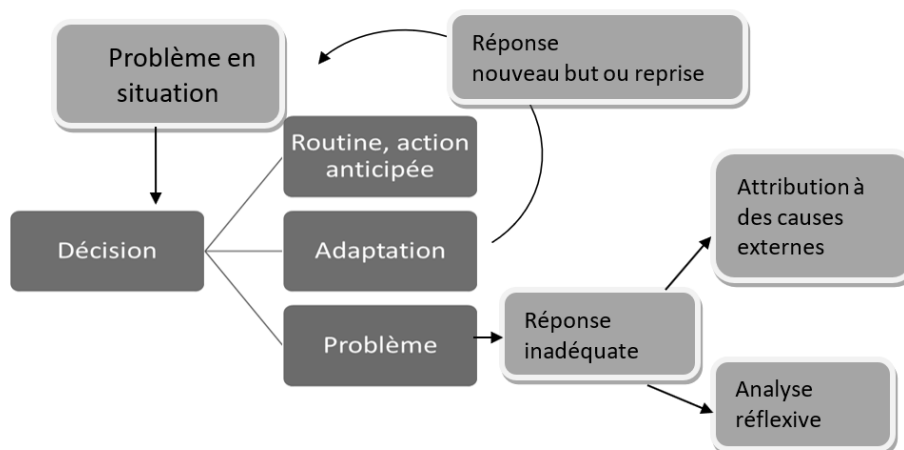 Problème en
situation
Réponse
nouveau but ou reprise
Routine, action
anticipée
Décision
Adaptation
Problème
Réponse
inadéquate
Attribution à
des causes
externes
Analyse
réflexive